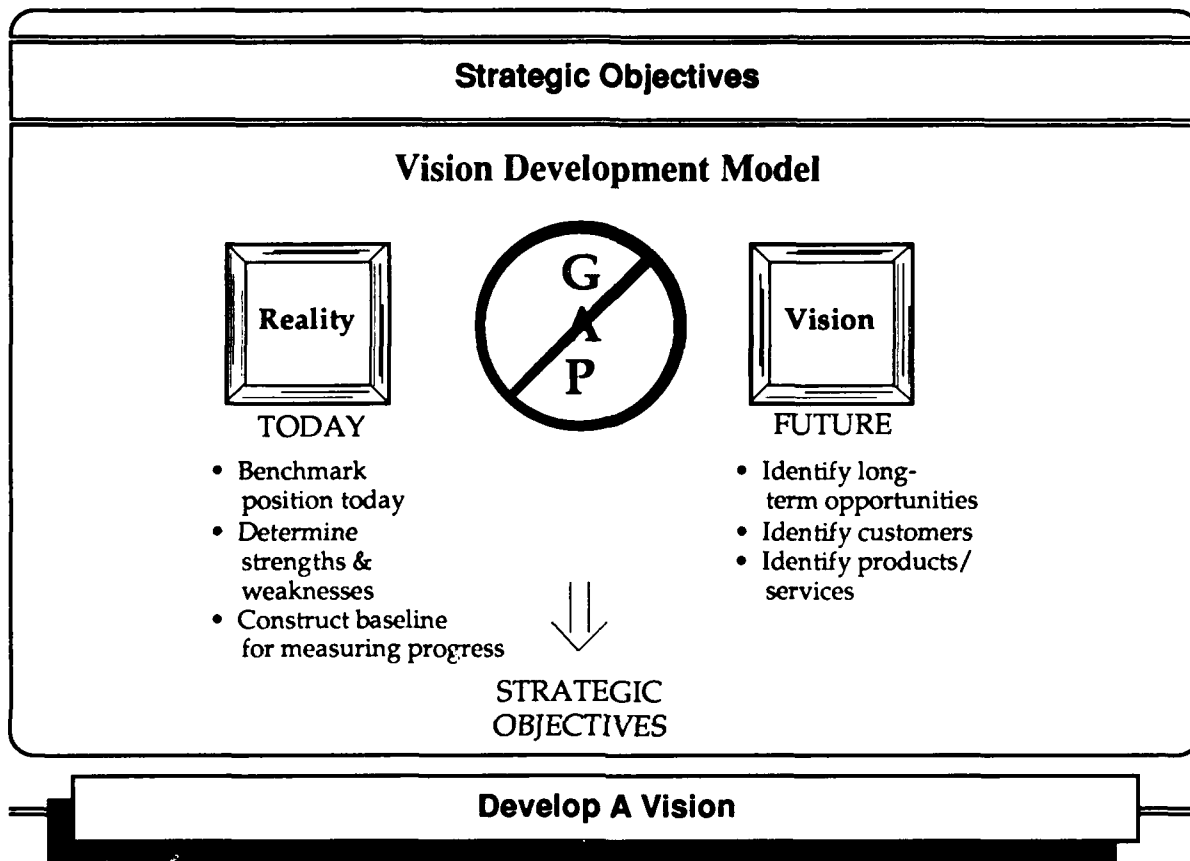 Strategic Objectives
Vision Development Model
Reality
TODAY
• Benchmark
position today
• Determine
strengths &
weaknesses
• Construct baseline
for measuring progress
G
A
P
Vision
FUTURE
• Identify long-
term opportunities
• Identify customers
• Identify products/
services
STRATEGIC
OBJECTIVES
Develop A Vision